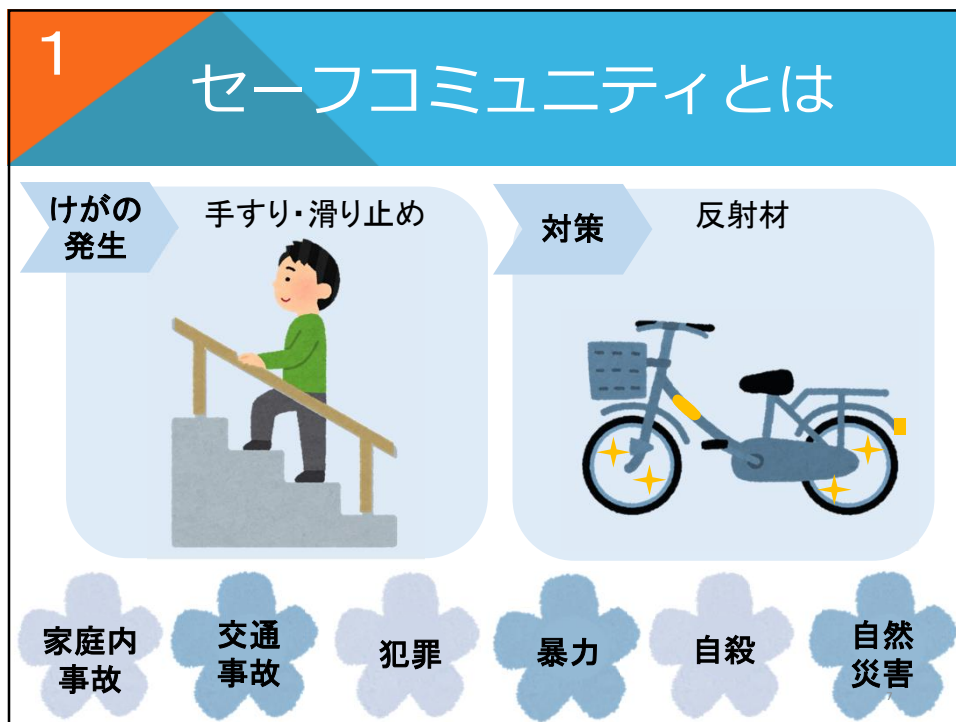 1
セーフコミュニティとは
けがの
発生
手すり・滑り止め
対策
反射材
家庭内
事故
交通
事故
犯罪
暴力
自殺
自然
災害